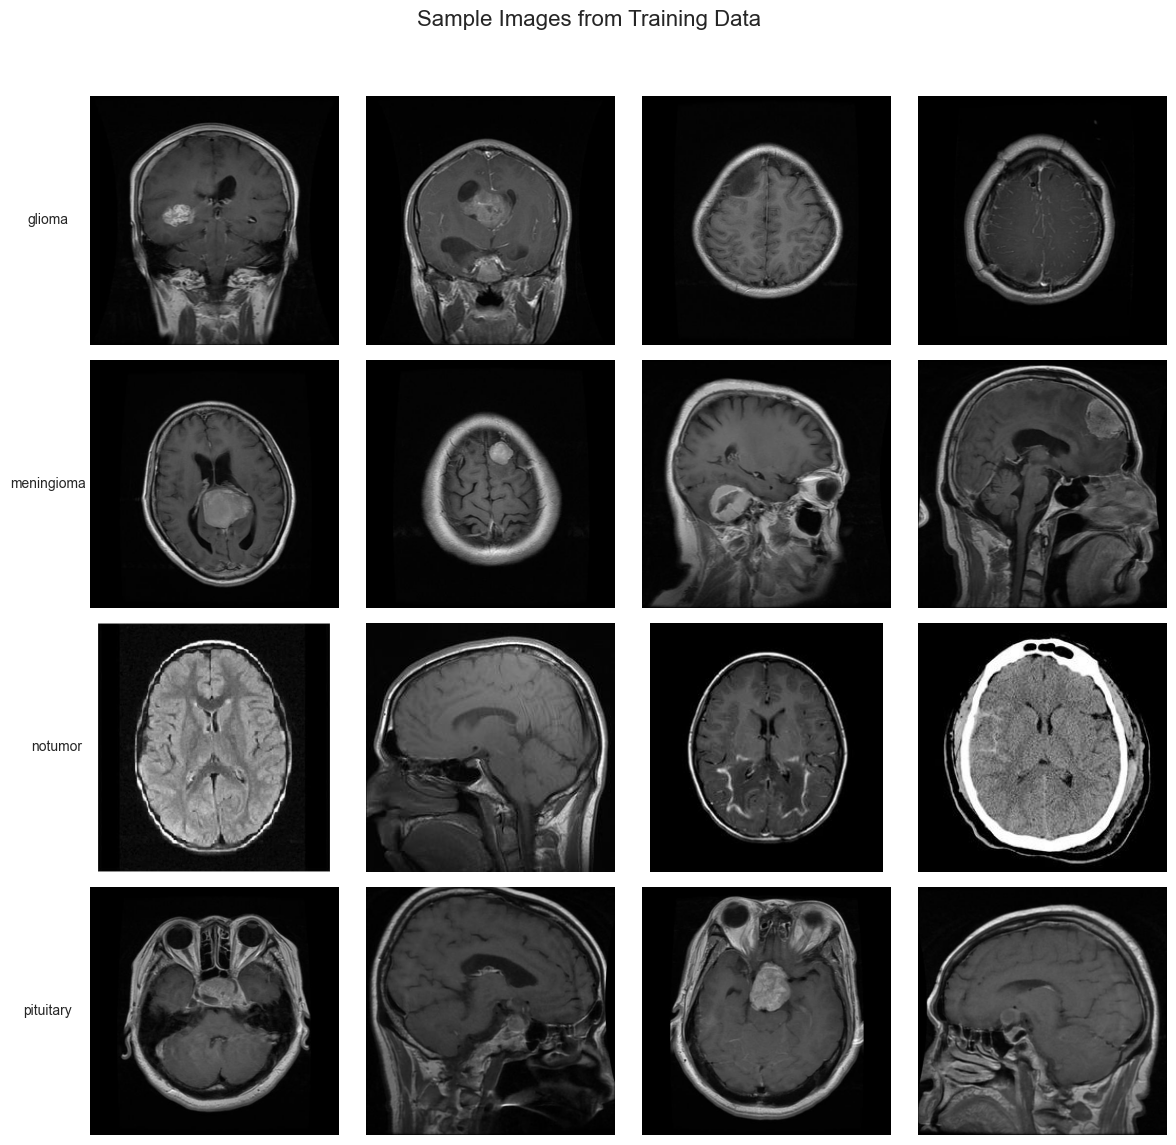 Sample Images from Training Data
glioma
meningioma
notumor
pituitary